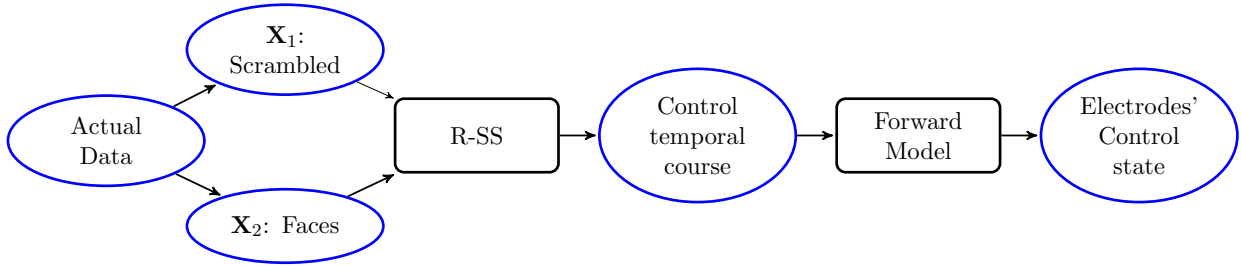 Actual
Data
X₁:
Scrambled
X₂: Faces
R-SS
Control
temporal
course
Forward
Model
Electrodes’
Control
state